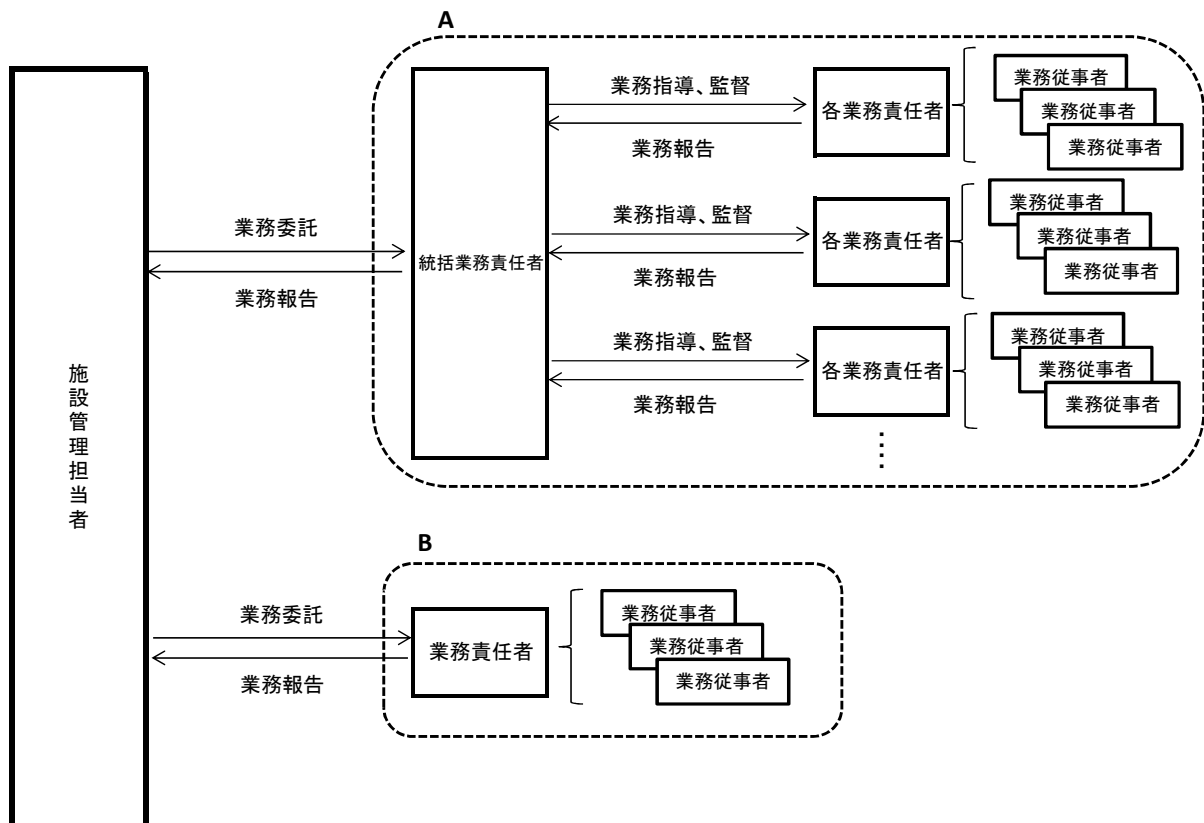 A
施設管理担当者
業務委託
業務報告
統括業務責任者
業務指導、監督
業務報告
各業務責任者
業務従事者
業務従事者
業務従事者
業務指導、監督
業務報告
各業務責任者
業務従事者
業務従事者
業務従事者
業務指導、監督
業務報告
各業務責任者
業務従事者
業務従事者
業務従事者
B
業務委託
業務報告
業務責任者
業務従事者
業務従事者
業務従事者